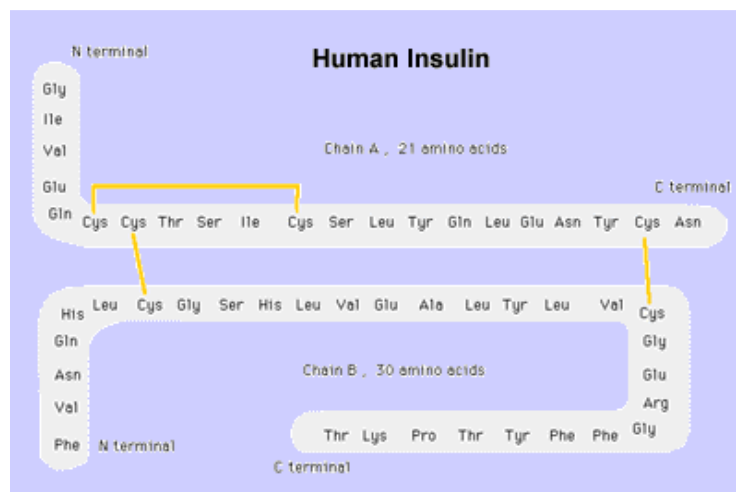 N terminal
Human Insulin
Gly
Ile
Val
Chain A , 21 amino acids
Glu
C terminal
Gln Cys Cys Thr Ser Ile Cys Ser Leu Tyr Gln Leu Glu Asn Tyr Cys Asn
His Leu Cys Gly Ser His Leu Val Glu Ala Leu Tyr Leu Val Cys
Gln Gly
Chain B , 30 amino acids
Asn Glu
Val Arg
Thr Lys Pro Thr Tyr Phe Phe Gly
Phe N terminal
C terminal